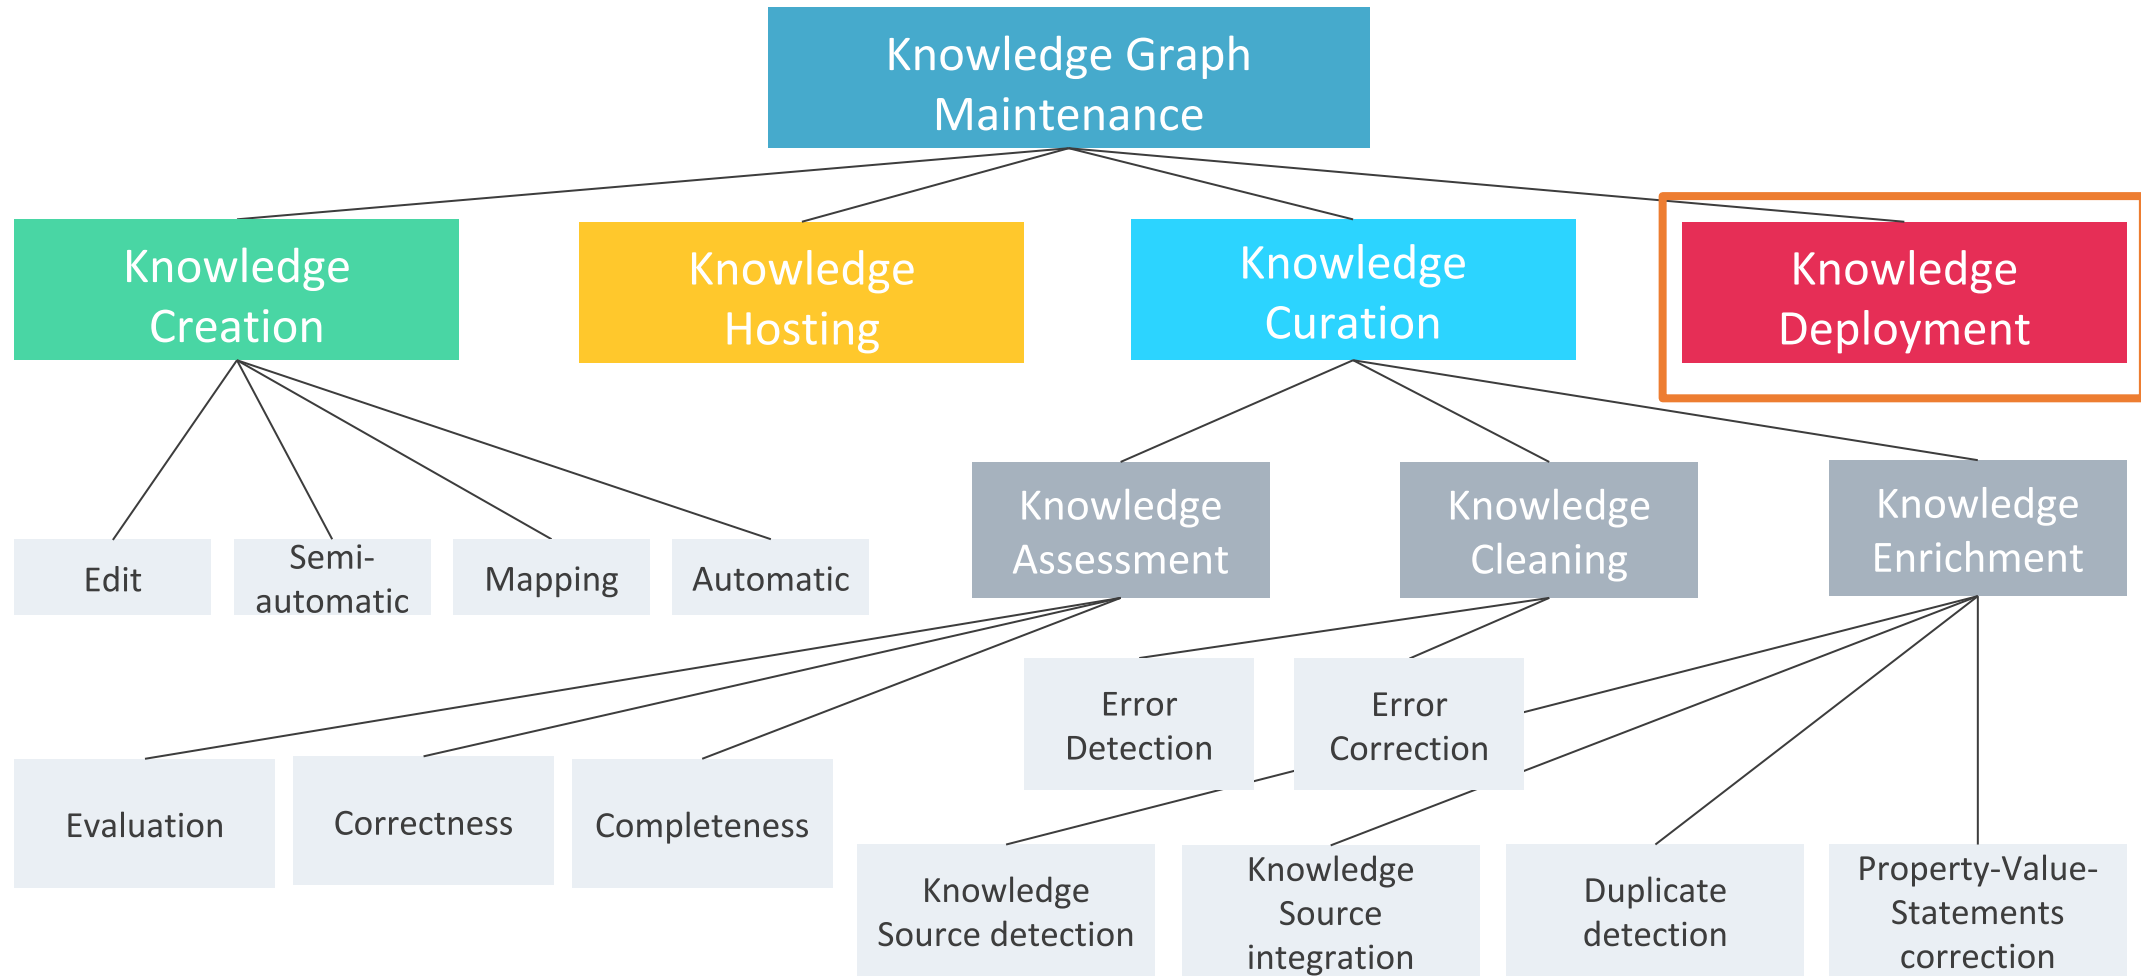 Knowledge Graph
Maintenance
Knowledge
Creation
Knowledge
Hosting
Knowledge
Curation
Knowledge
Deployment
Edit
Semi-
automatic
Mapping
Automatic
Knowledge
Assessment
Knowledge
Cleaning
Knowledge
Enrichment
Evaluation
Correctness
Completeness
Error
Detection
Error
Correction
Knowledge
Source detection
Knowledge
Source
integration
Duplicate
detection
Property-Value-
Statements
correction